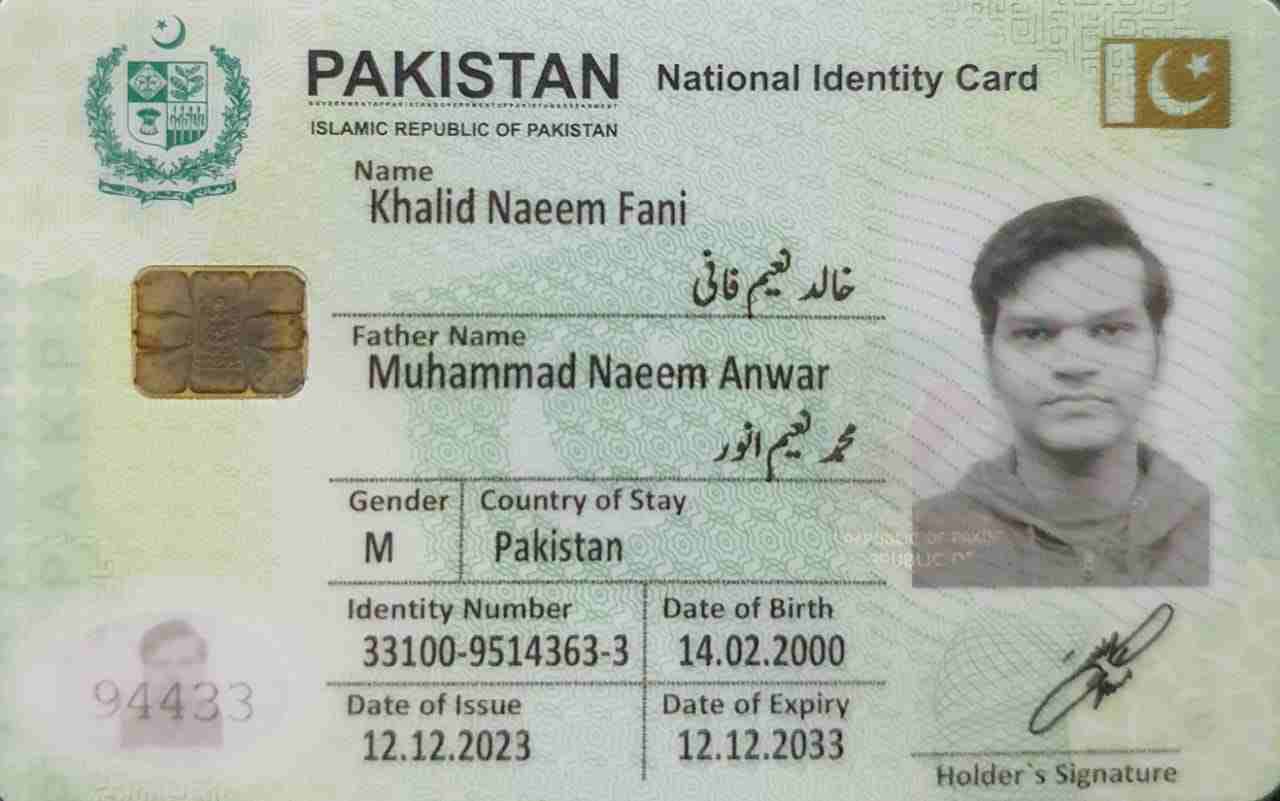 PAKISTAN National Identity Card
ISLAMIC REPUBLIC OF PAKISTAN
Name
Khalid Naeem Fani
خالد نعیم فانی
Father Name
Muhammad Naeem Anwar
محمد نعیم انور
Gender Country of Stay
M Pakistan
Identity Number Date of Birth
33100-9514363-3 14.02.2000
Date of Issue Date of Expiry
12.12.2023 12.12.2033
94433
Holder`s Signature